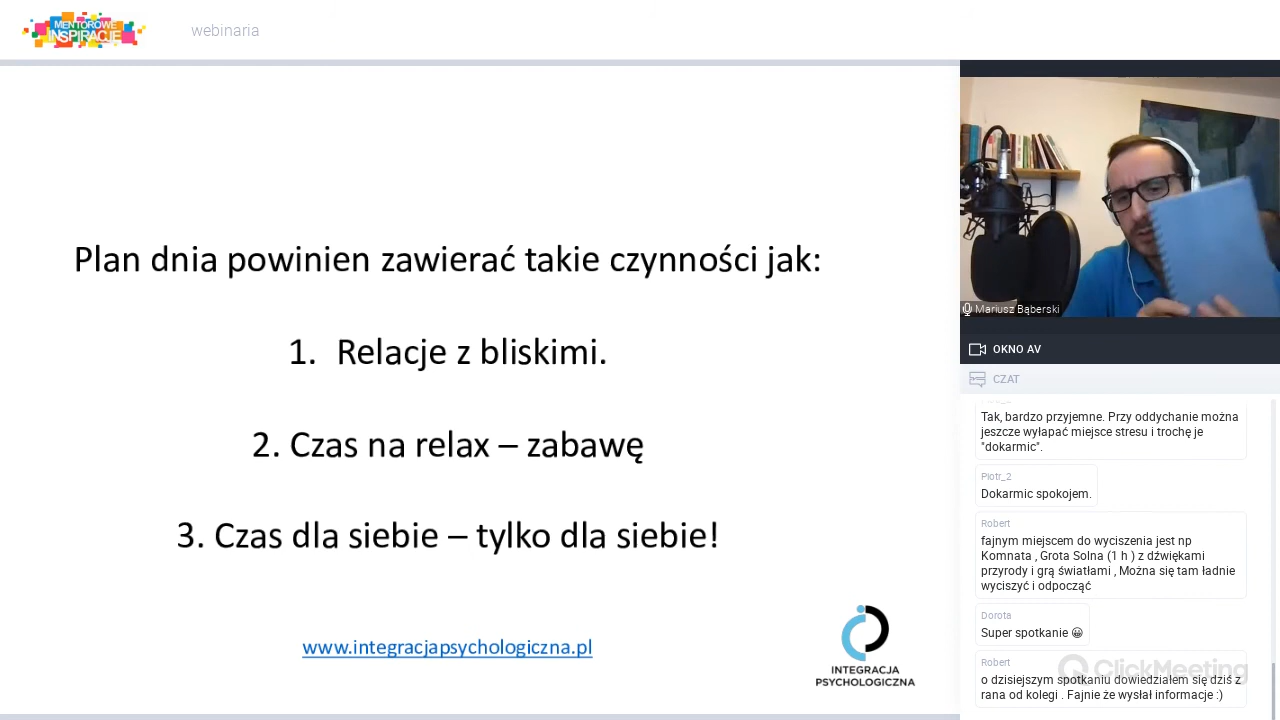 MENTOROWE
INSPIRACJE
webinaria
Plan dnia powinien zawierać takie czynności jak:
1. Relacje z bliskimi.
2. Czas na relax – zabawę
3. Czas dla siebie – tylko dla siebie!
www.integracjapsychologiczna.pl
INTEGRACJA
PSYCHOLOGICZNA
Mariusz Bąberski
OKNO AV
CZAT
Tak, bardzo przyjemne. Przy oddychanie można
jeszcze wyłapać miejsce stresu i trochę je
"dokarmic".
Piotr_2
Dokarmic spokojem.
Robert
fajnym miejscem do wyciszenia jest np
Komnata , Grota Solna (1 h ) z dźwiękami
przyrody i grą światłami , Można się tam ładnie
wyciszyć i odpocząć
Dorota
Super spotkanie 😀
Robert
ClickMeeting
o dzisiejszym spotkaniu dowiedziałem się dziś z
rana od kolegi . Fajnie że wysłał informacje :)